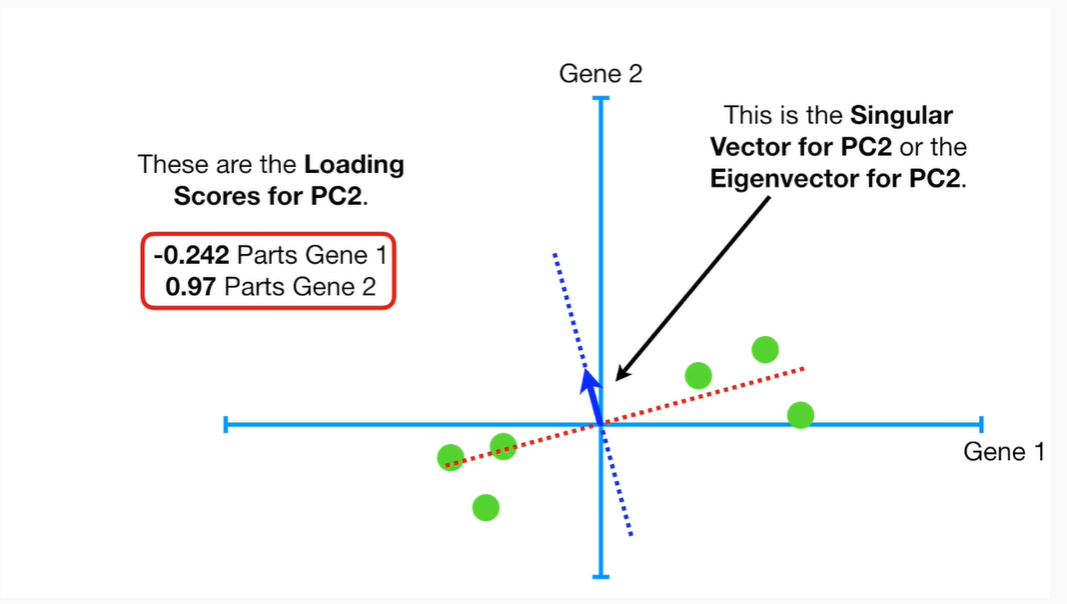 Gene 2
This is the Singular
Vector for PC2 or the
Eigenvector for PC2.
These are the Loading
Scores for PC2.
-0.242 Parts Gene 1
0.97 Parts Gene 2
Gene 1